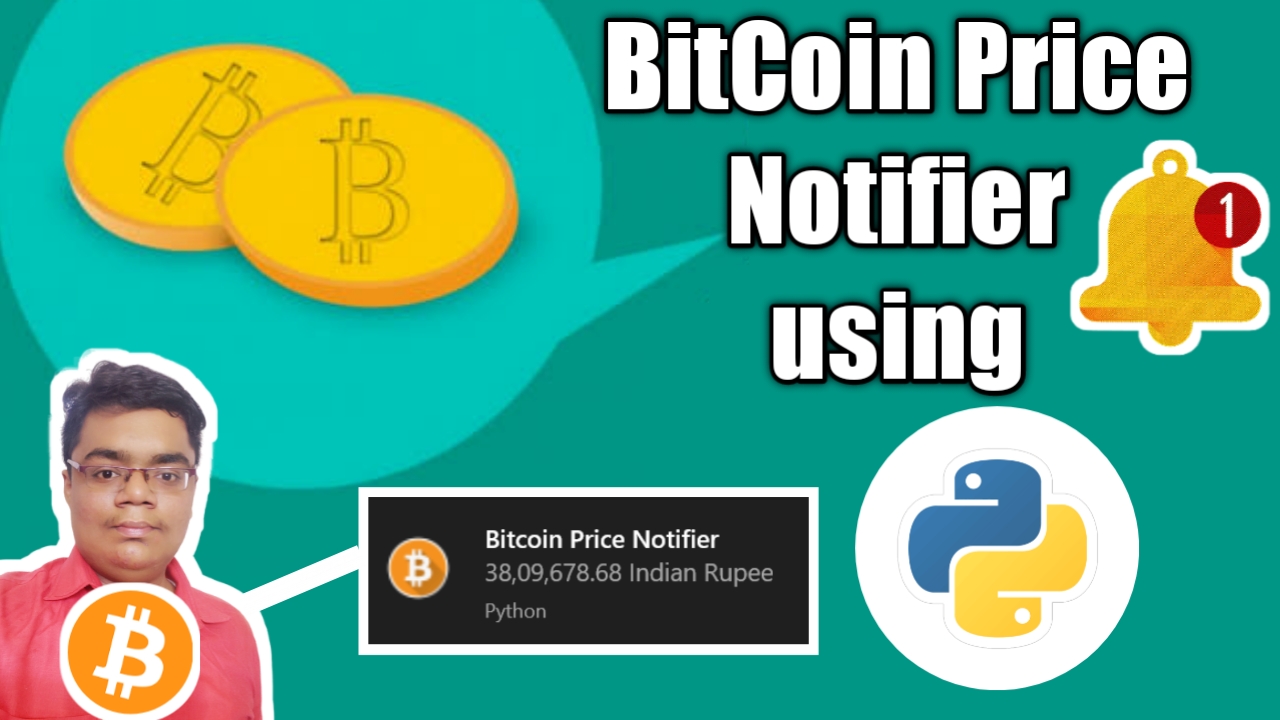 BitCoin Price
Notifier
1
using
Bitcoin Price Notifier
38,09,678.68 Indian Rupee
Python